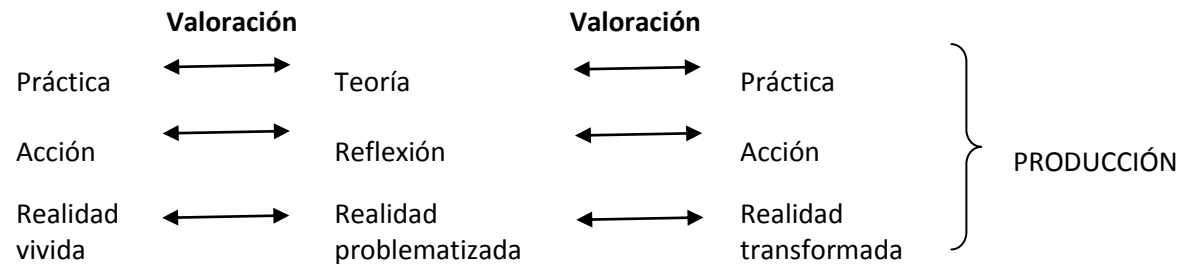 Valoración Valoración
Práctica Teoría Práctica
Acción Reflexión Acción
PRODUCCIÓN
Realidad Realidad Realidad
vivida problematizada transformada